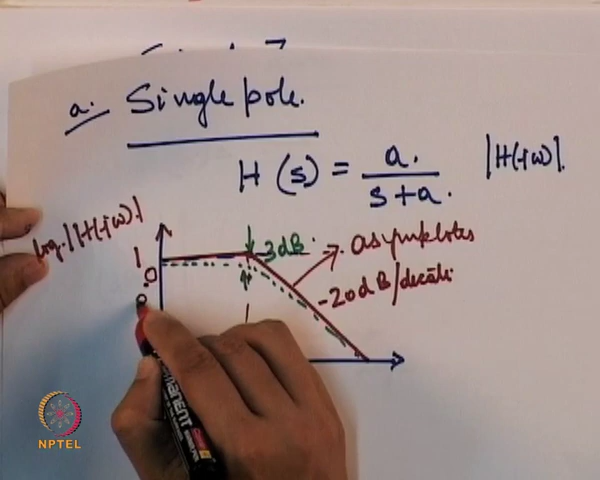 a. Single pole.
H(s) = a. / s+a. |H(jω)|.
log.|H(jω).|
1
0
-3dB.
asymptotes
-20dB/decade
NPTEL